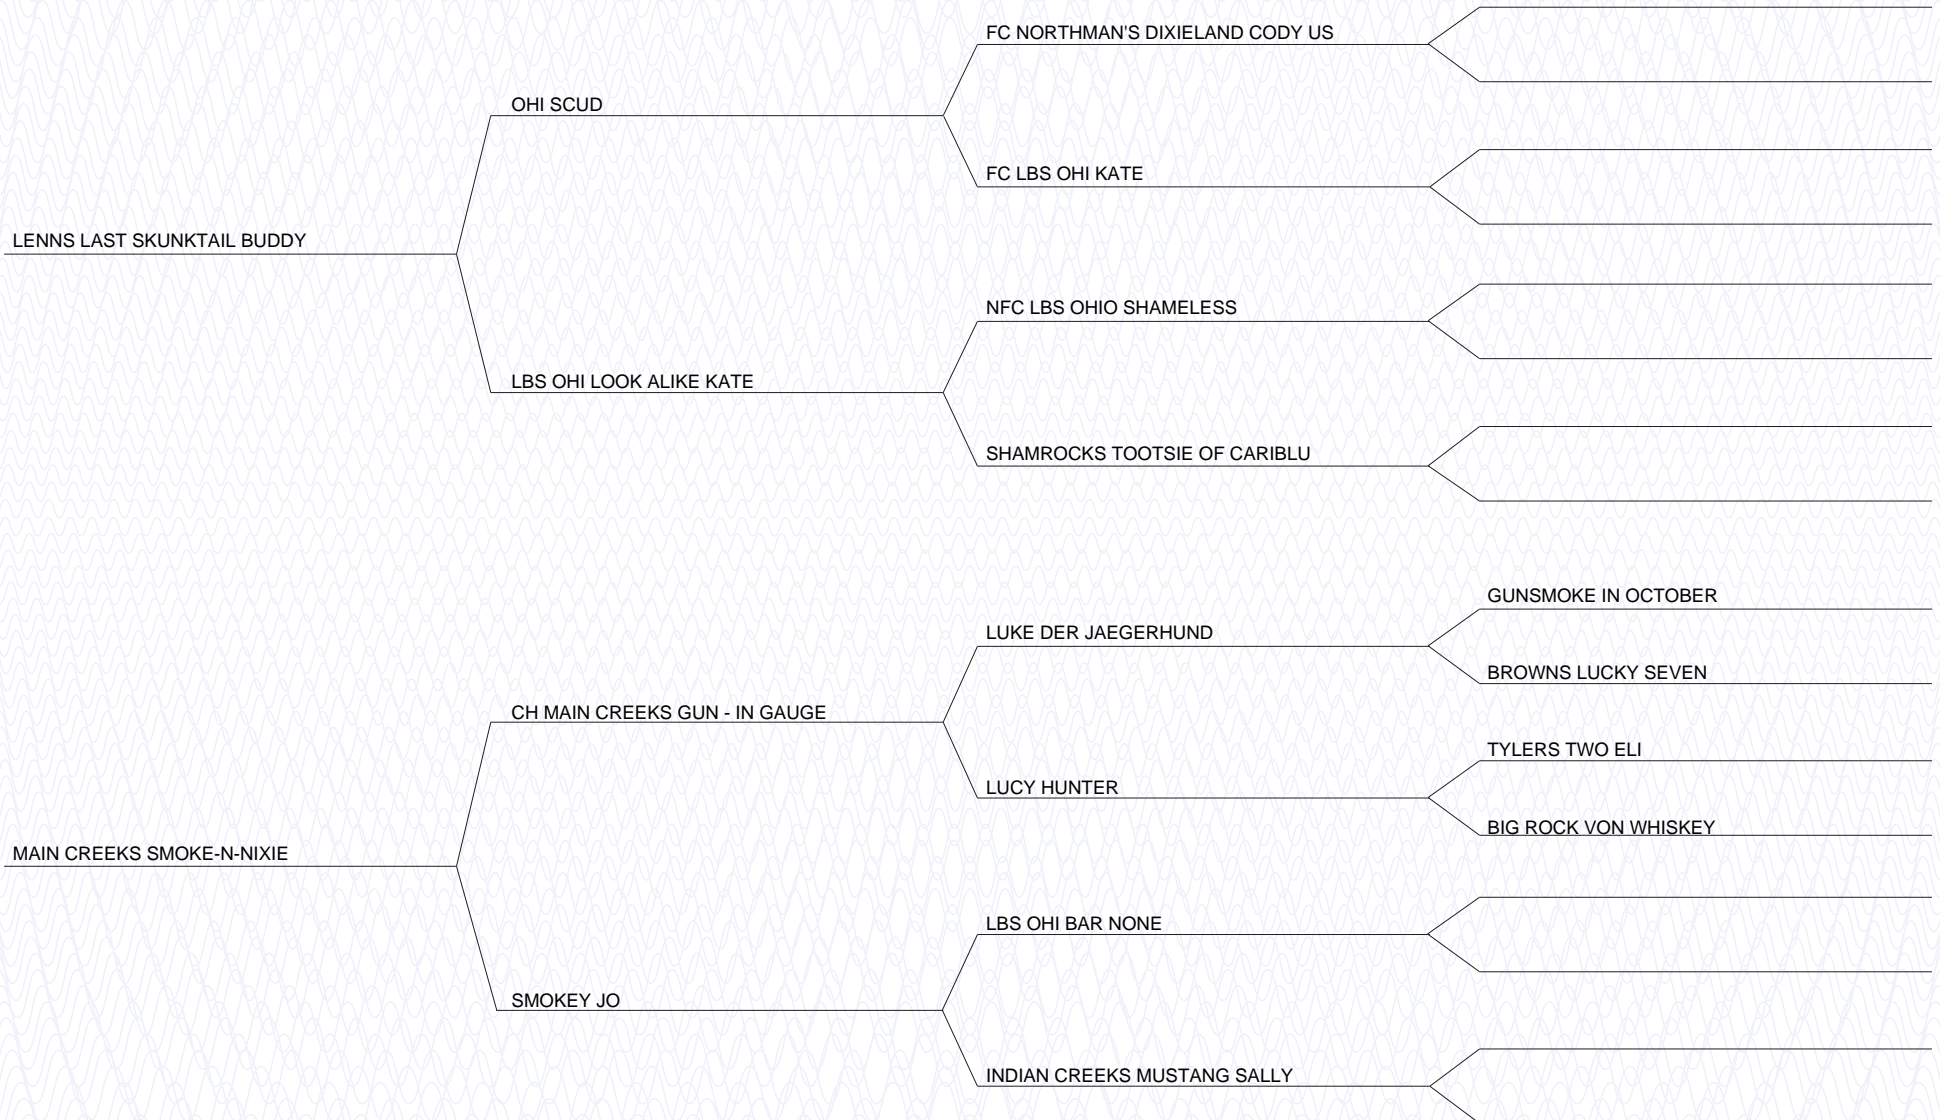 FC NORTHMAN'S DIXIELAND CODY US
OHI SCUD
FC LBS OHI KATE
LENNS LAST SKUNKTAIL BUDDY
NFC LBS OHIO SHAMELESS
LBS OHI LOOK ALIKE KATE
SHAMROCKS TOOTSIE OF CARIBLU
GUNSMOKE IN OCTOBER
LUKE DER JAEGERHUND
BROWNS LUCKY SEVEN
CH MAIN CREEKS GUN - IN GAUGE
TYLERS TWO ELI
LUCY HUNTER
BIG ROCK VON WHISKEY
MAIN CREEKS SMOKE-N-NIXIE
LBS OHI BAR NONE
SMOKEY JO
INDIAN CREEKS MUSTANG SALLY